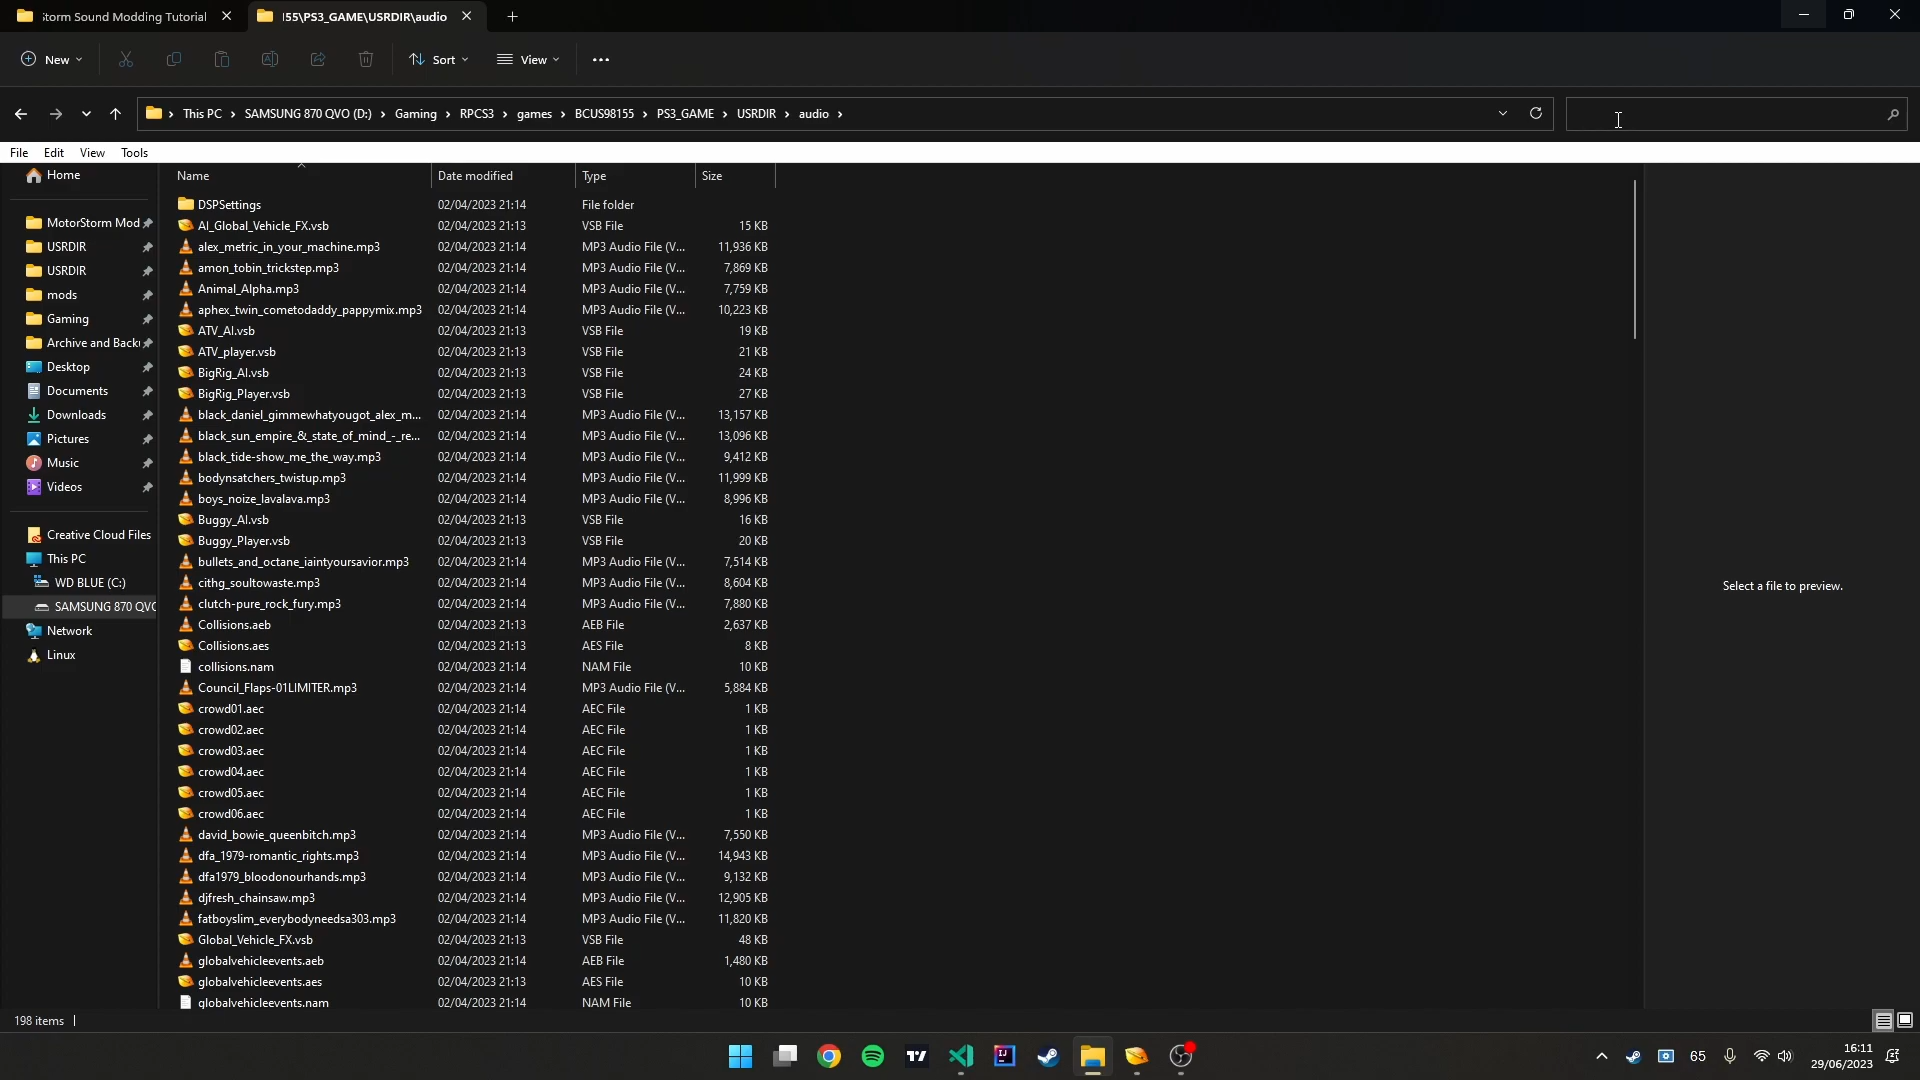 :torm Sound Modding Tutorial
!55\PS3_GAME\USRDIR\audio
New
Sort
View
This PC > SAMSUNG 870 QVO (D:) > Gaming > RPCS3 > games > BCUS98155 > PS3_GAME > USRDIR > audio >
File Edit View Tools
Home
MotorStorm Mod
USRDIR
USRDIR
mods
Gaming
Archive and Back
Desktop
Documents
Downloads
Pictures
Music
Videos
Creative Cloud Files
This PC
WD BLUE (C:)
SAMSUNG 870 QVO
Network
Linux
Name Date modified Type Size
DSPSettings 02/04/2023 21:14 File folder
AI_Global_Vehicle_FX.vsb 02/04/2023 21:13 VSB File 15 KB
alex_metric_in_your_machine.mp3 02/04/2023 21:14 MP3 Audio File (V... 11,936 KB
amon_tobin_trickstep.mp3 02/04/2023 21:14 MP3 Audio File (V... 7,869 KB
Animal_Alpha.mp3 02/04/2023 21:14 MP3 Audio File (V... 7,759 KB
aphex_twin_cometodaddy_pappymix.mp3 02/04/2023 21:14 MP3 Audio File (V... 10,223 KB
ATV_AI.vsb 02/04/2023 21:13 VSB File 19 KB
ATV_player.vsb 02/04/2023 21:13 VSB File 21 KB
BigRig_AI.vsb 02/04/2023 21:13 VSB File 24 KB
BigRig_Player.vsb 02/04/2023 21:13 VSB File 27 KB
black_daniel_gimmewhatyougot_alex_m... 02/04/2023 21:14 MP3 Audio File (V... 13,157 KB
black_sun_empire_&_state_of_mind_-_re... 02/04/2023 21:14 MP3 Audio File (V... 13,096 KB
black_tide-show_me_the_way.mp3 02/04/2023 21:14 MP3 Audio File (V... 9,412 KB
bodynsatchers_twistup.mp3 02/04/2023 21:14 MP3 Audio File (V... 11,999 KB
boys_noize_lavalava.mp3 02/04/2023 21:14 MP3 Audio File (V... 8,996 KB
Buggy_AI.vsb 02/04/2023 21:13 VSB File 16 KB
Buggy_Player.vsb 02/04/2023 21:13 VSB File 20 KB
bullets_and_octane_iaintyoursavior.mp3 02/04/2023 21:14 MP3 Audio File (V... 7,514 KB
cithg_soultowaste.mp3 02/04/2023 21:14 MP3 Audio File (V... 8,604 KB
clutch-pure_rock_fury.mp3 02/04/2023 21:14 MP3 Audio File (V... 7,880 KB
Collisions.aeb 02/04/2023 21:13 AEB File 2,637 KB
Collisions.aes 02/04/2023 21:13 AES File 8 KB
collisions.nam 02/04/2023 21:14 NAM File 10 KB
Council_Flaps-01LIMITER.mp3 02/04/2023 21:14 MP3 Audio File (V... 5,884 KB
crowd01.aec 02/04/2023 21:14 AEC File 1 KB
crowd02.aec 02/04/2023 21:14 AEC File 1 KB
crowd03.aec 02/04/2023 21:14 AEC File 1 KB
crowd04.aec 02/04/2023 21:14 AEC File 1 KB
crowd05.aec 02/04/2023 21:14 AEC File 1 KB
crowd06.aec 02/04/2023 21:14 AEC File 1 KB
david_bowie_queenbitch.mp3 02/04/2023 21:14 MP3 Audio File (V... 7,550 KB
dfa_1979-romantic_rights.mp3 02/04/2023 21:14 MP3 Audio File (V... 14,943 KB
dfa1979_bloodonourhands.mp3 02/04/2023 21:14 MP3 Audio File (V... 9,132 KB
djfresh_chainsaw.mp3 02/04/2023 21:14 MP3 Audio File (V... 12,905 KB
fatboyslim_everybodyneedsa303.mp3 02/04/2023 21:14 MP3 Audio File (V... 11,820 KB
Global_Vehicle_FX.vsb 02/04/2023 21:13 VSB File 48 KB
globalvehicleevents.aeb 02/04/2023 21:14 AEB File 1,480 KB
globalvehicleevents.aes 02/04/2023 21:13 AES File 10 KB
globalvehicleevents.nam 02/04/2023 21:14 NAM File 10 KB
Select a file to preview.
198 items
65
16:11
29/06/2023